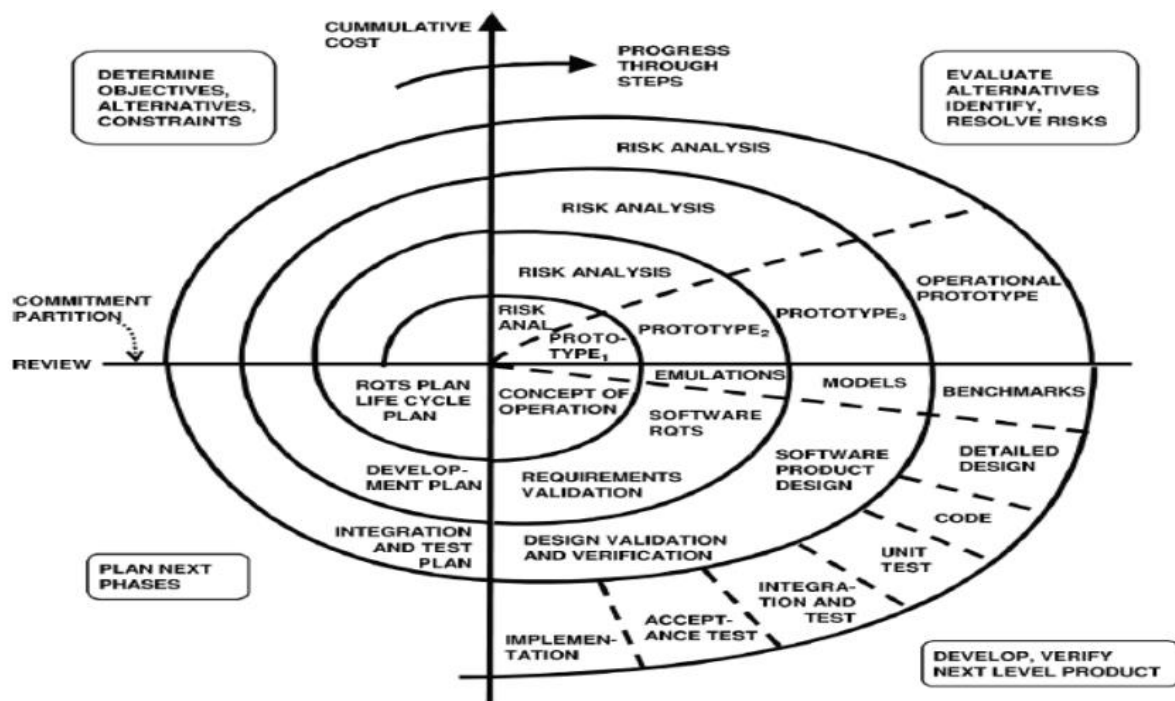 CUMMULATIVE
COST
PROGRESS
THROUGH
STEPS
DETERMINE
OBJECTIVES,
ALTERNATIVES,
CONSTRAINTS
EVALUATE
ALTERNATIVES
IDENTIFY,
RESOLVE RISKS
RISK ANALYSIS
RISK ANALYSIS
RISK ANALYSIS
RISK
ANAL.
PROTO-
TYPE1
PROTOTYPE2
PROTOTYPE3
OPERATIONAL
PROTOTYPE
COMMITMENT
PARTITION
REVIEW
RQTS PLAN
LIFE CYCLE
PLAN
CONCEPT OF
OPERATION
EMULATIONS
MODELS
BENCHMARKS
SOFTWARE
RQTS
SOFTWARE
PRODUCT
DESIGN
DETAILED
DESIGN
DEVELOP-
MENT PLAN
REQUIREMENTS
VALIDATION
CODE
UNIT
TEST
INTEGRATION
AND TEST
PLAN
DESIGN VALIDATION
AND VERIFICATION
INTEGRA-
TION AND
TEST
ACCEPT-
ANCE TEST
IMPLEMEN-
TATION
PLAN NEXT
PHASES
DEVELOP, VERIFY
NEXT LEVEL PRODUCT